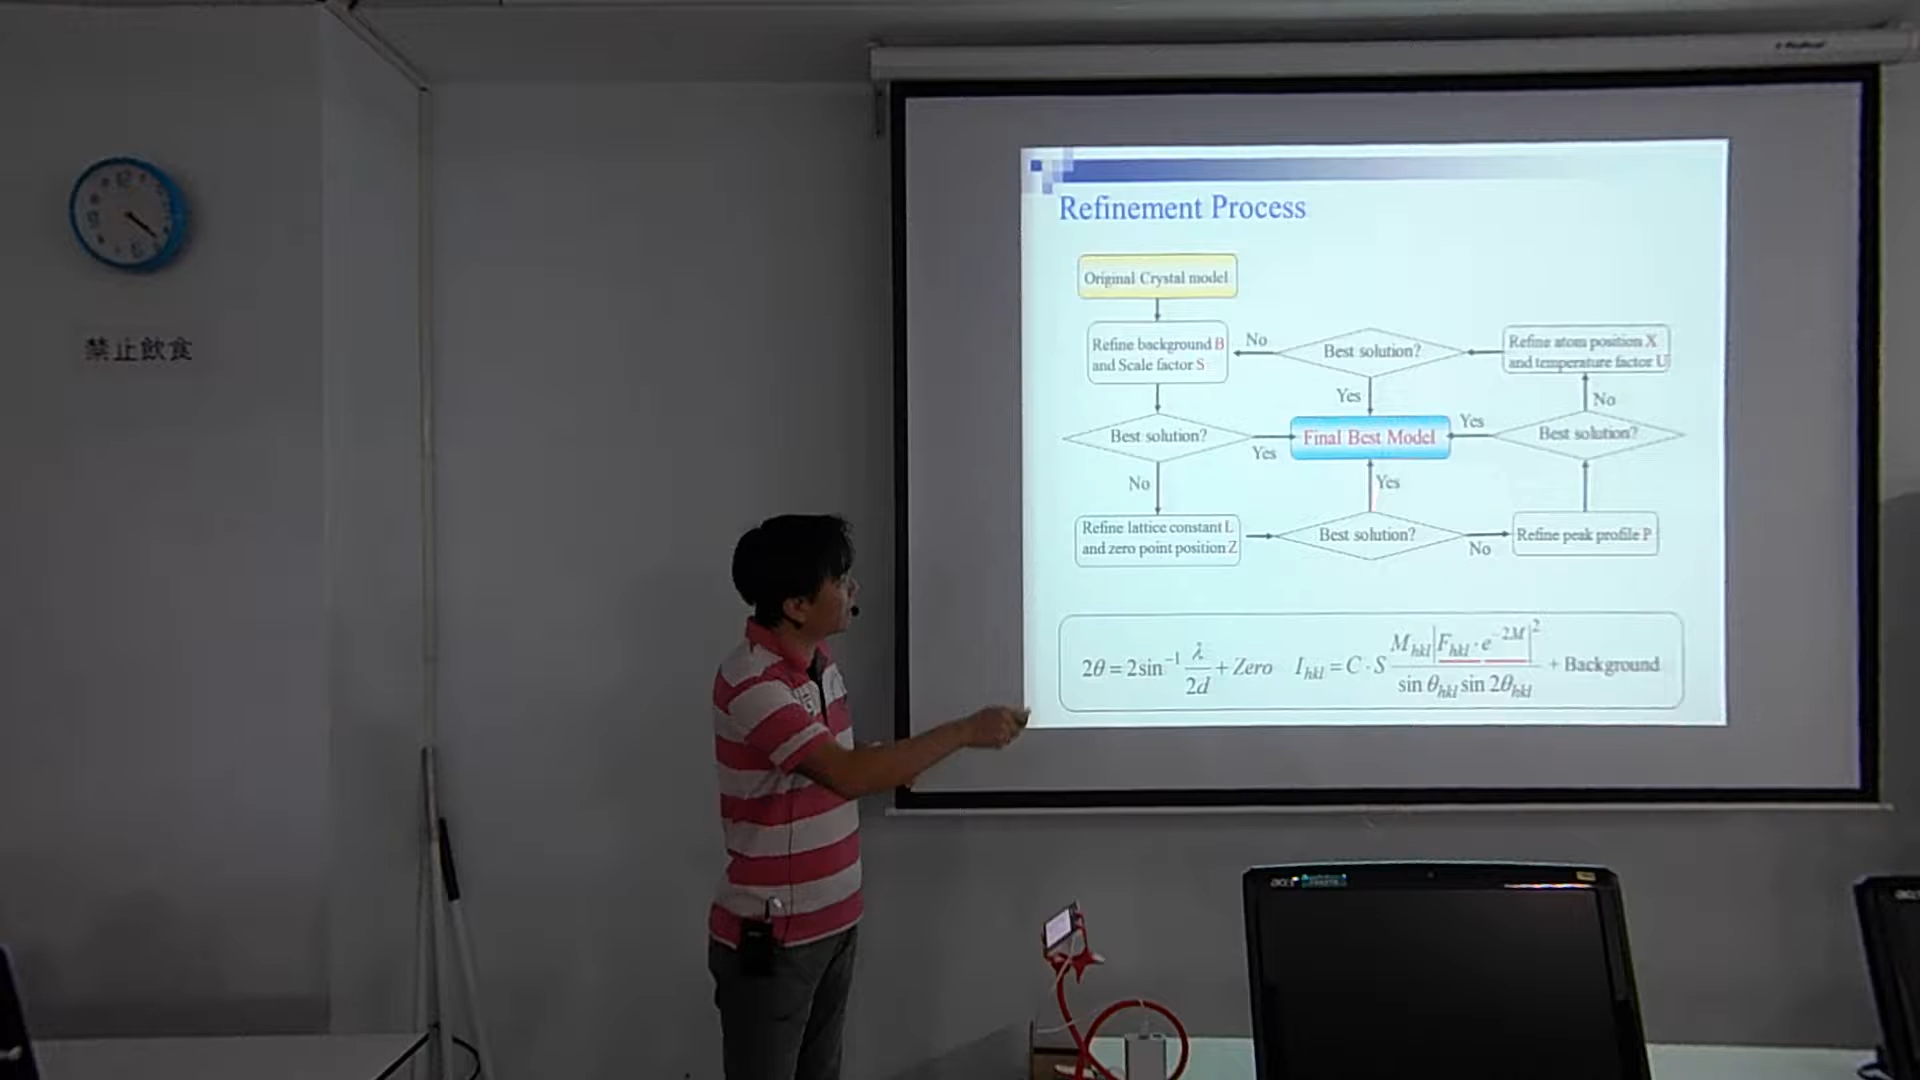 禁止飲食
Refinement Process
Original Crystal model
Refine background B
and Scale factor S
No
Best solution?
Refine atom position X
and temperature factor U
Yes
No
Best solution?
Yes
Final Best Model
Yes
Best solution?
No
Yes
Refine lattice constant L
and zero point position Z
Best solution?
No
Refine peak profile P
2θ = 2sin⁻¹ λ/2d + Zero
I_hkl = C · S M_hkl|F_hkl · e^-2M|²/sin θ_hkl sin 2θ_hkl + Background
acer